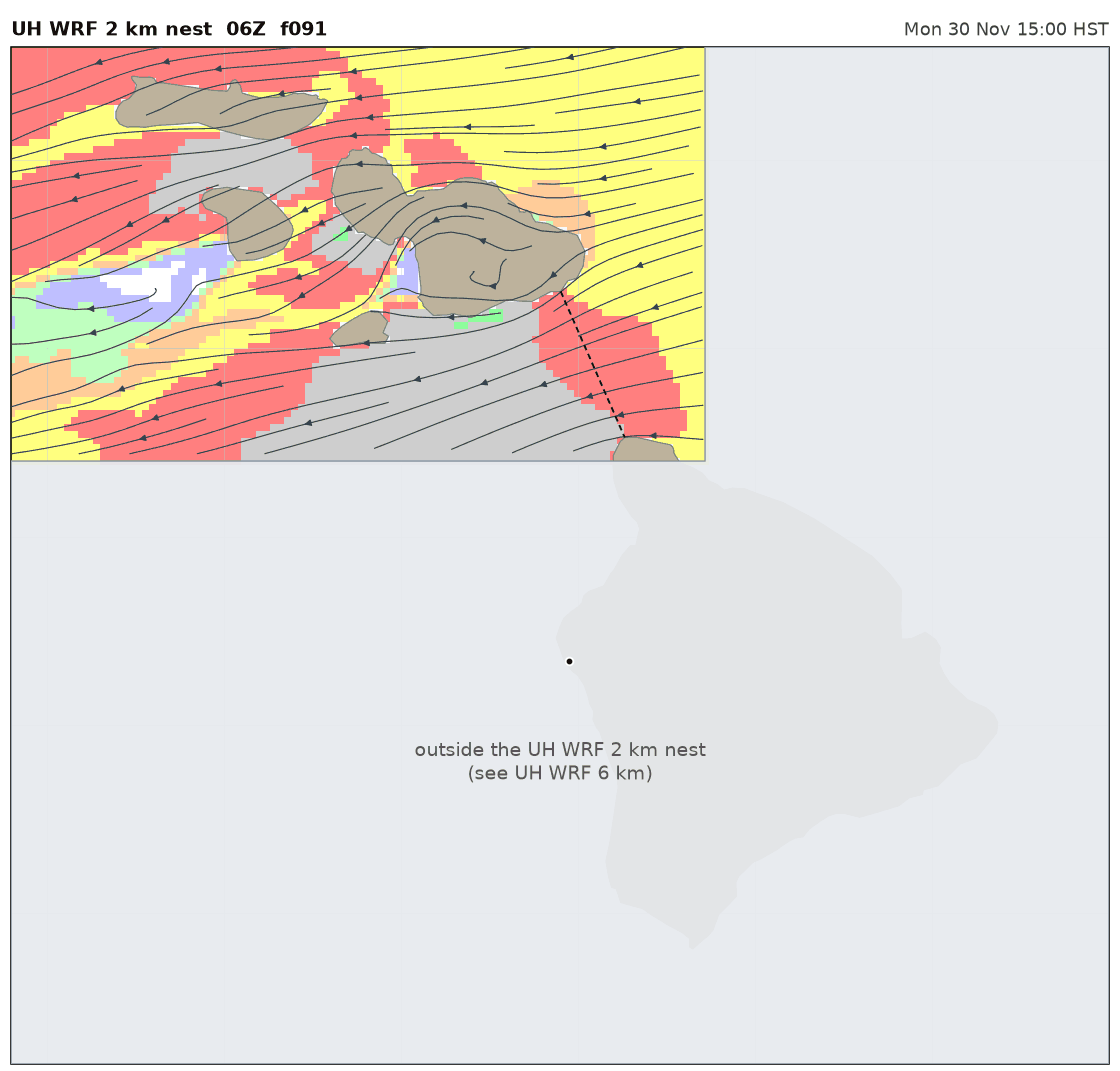 UH WRF 2 km nest  06Z  f091
Mon 30 Nov 15:00 HST
outside the UH WRF 2 km nest
(see UH WRF 6 km)